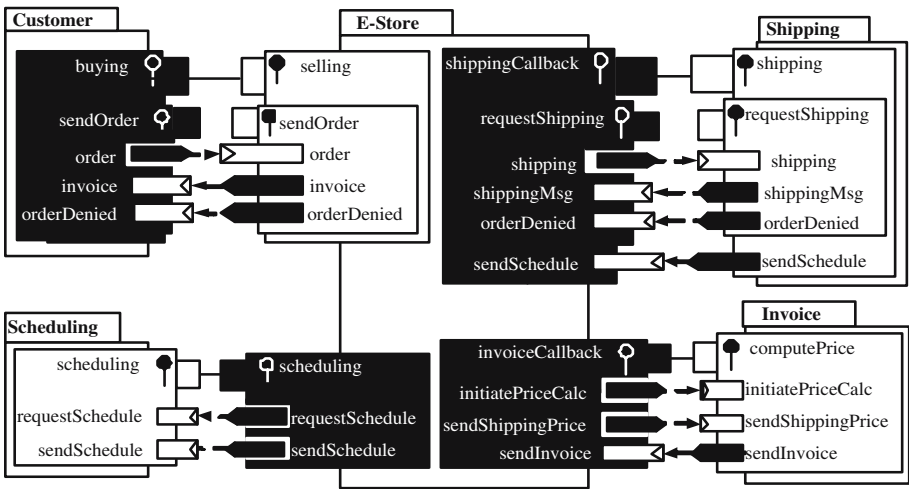 Customer
E-Store
Shipping
buying
selling
shippingCallback
shipping
sendOrder
sendOrder
requestShipping
requestShipping
order
order
shipping
shipping
invoice
invoice
shippingMsg
shippingMsg
orderDenied
orderDenied
orderDenied
orderDenied
sendSchedule
sendSchedule
Scheduling
Invoice
scheduling
scheduling
invoiceCallback
computePrice
initiatePriceCalc
initiatePriceCalc
requestSchedule
requestSchedule
sendShippingPrice
sendShippingPrice
sendSchedule
sendSchedule
sendInvoice
sendInvoice